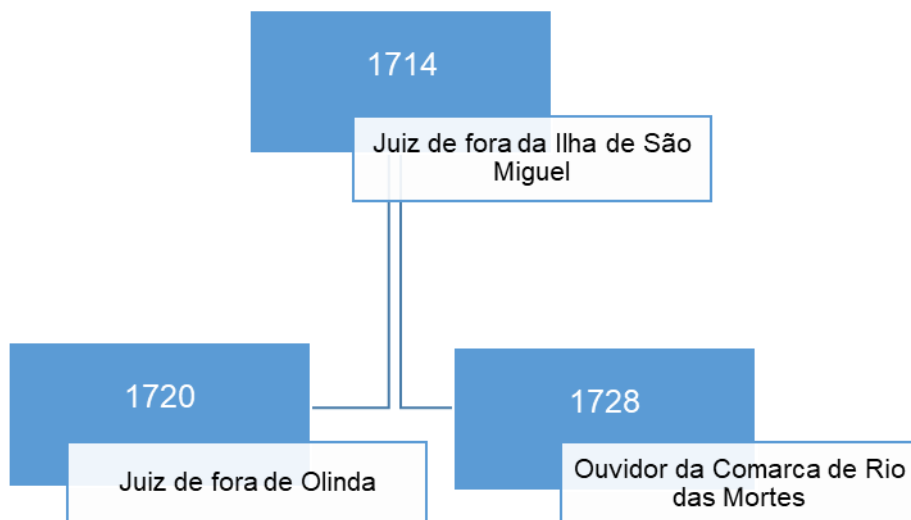 1714
Juiz de fora da Ilha de São
Miguel
1720
Juiz de fora de Olinda
1728
Ouvidor da Comarca de Rio
das Mortes